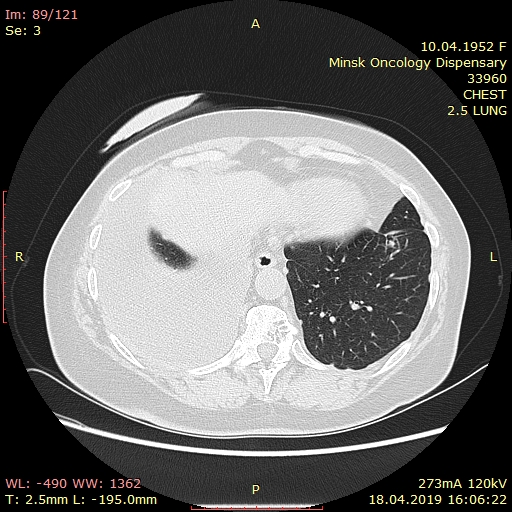 Im: 89/121
Se: 3
A
10.04.1952 F
Minsk Oncology Dispensary
33960
CHEST
2.5 LUNG
R
L
WL: -490 WW: 1362
T: 2.5mm L: -195.0mm
P
273mA 120kV
18.04.2019 16:06:22